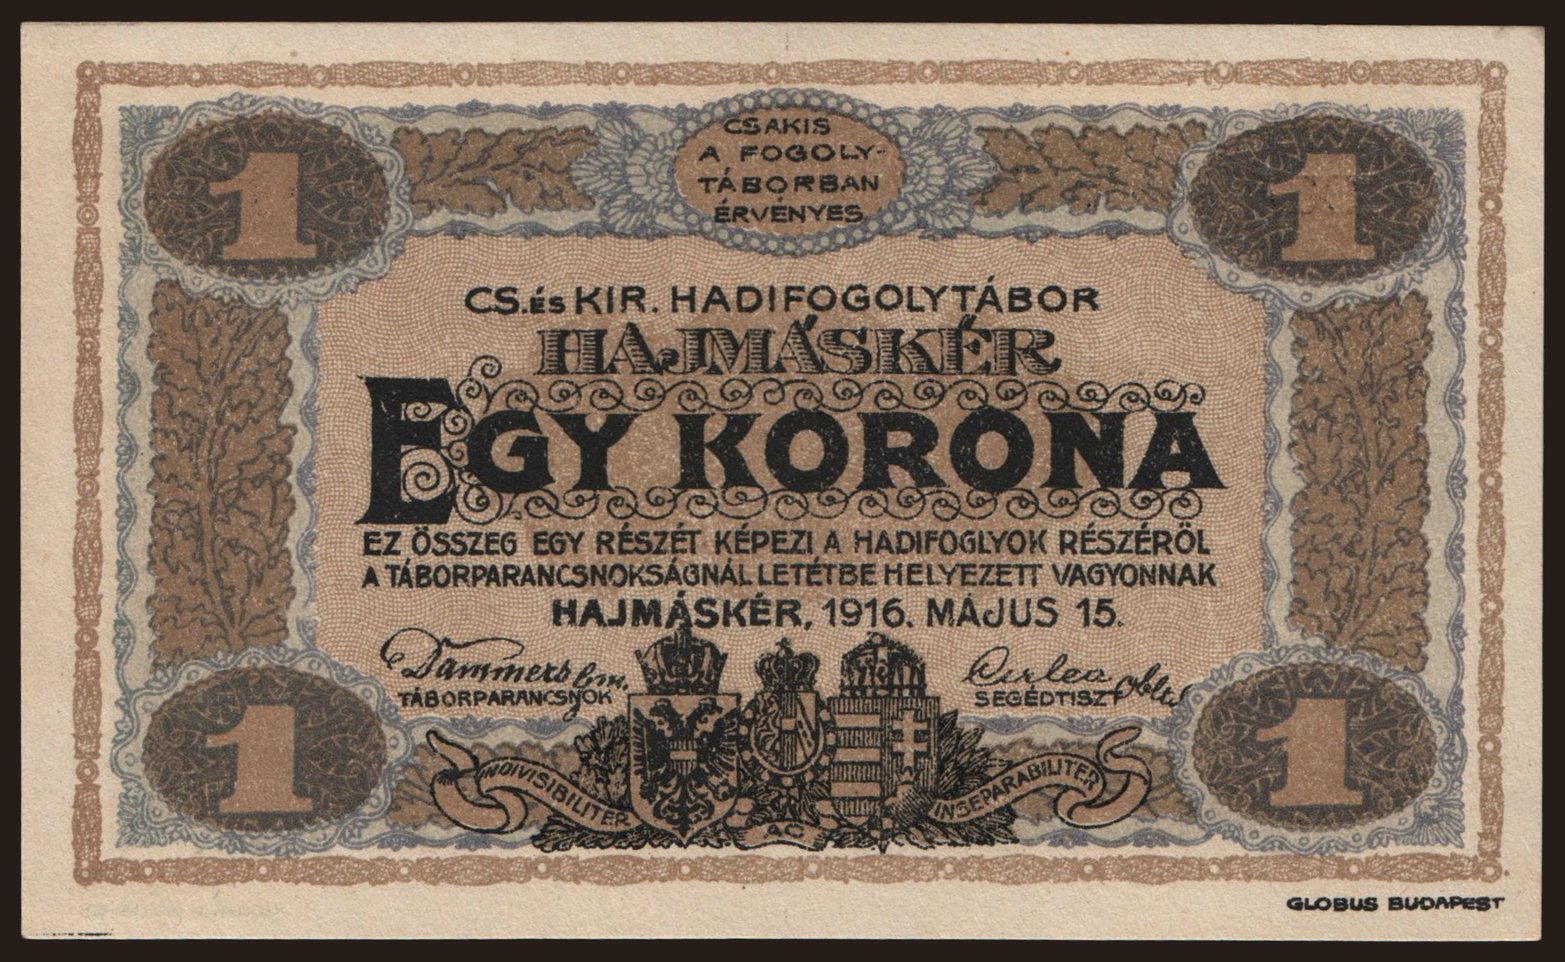 CSAKIS
A FOGOLY-
TÁBORBAN
ÉRVÉNYES
1 1
CS. és KIR. HADIFOGOLYTÁBOR
HAJMÁSKÉR
EGY KORONA
EZ ÖSSZEG EGY RÉSZÉT KÉPEZI A HADIFOGLYOK RÉSZÉRŐL
A TÁBORPARANCSNOKSÁGNÁL LETÉTBE HELYEZETT VAGYONNAK
HAJMÁSKÉR, 1916. MÁJUS 15.
TÁBORPARANCSNOK
SEGÉDTISZT
1 1
INDIVISIBILITER AC INSEPARABILITER
GLOBUS BUDAPEST